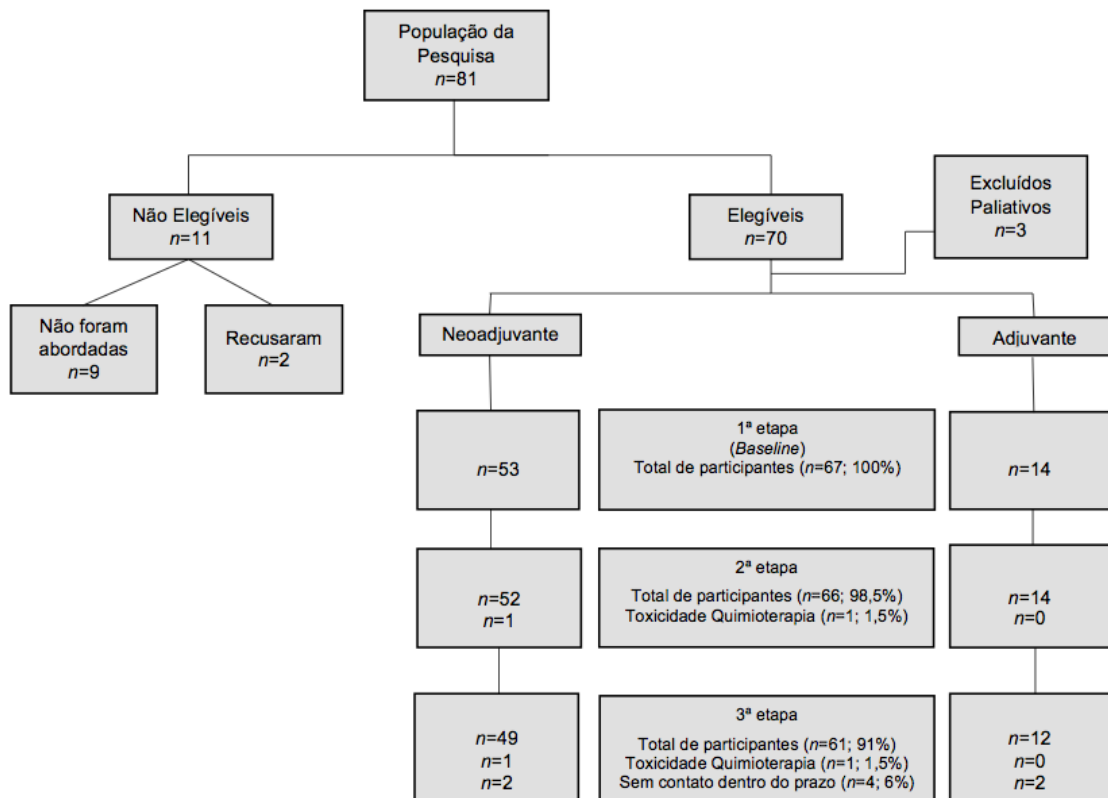 População da
Pesquisa
n=81
Não Elegíveis
n=11
Elegíveis
n=70
Excluídos
Paliativos
n=3
Não foram
abordadas
n=9
Recusaram
n=2
Neoadjuvante
Adjuvante
n=53
1ª etapa
(Baseline)
Total de participantes (n=67; 100%)
n=14
n=52
n=1
2ª etapa
Total de participantes (n=66; 98,5%)
Toxicidade Quimioterapia (n=1; 1,5%)
n=14
n=0
n=49
n=1
n=2
3ª etapa
Total de participantes (n=61; 91%)
Toxicidade Quimioterapia (n=1; 1,5%)
Sem contato dentro do prazo (n=4; 6%)
n=12
n=0
n=2